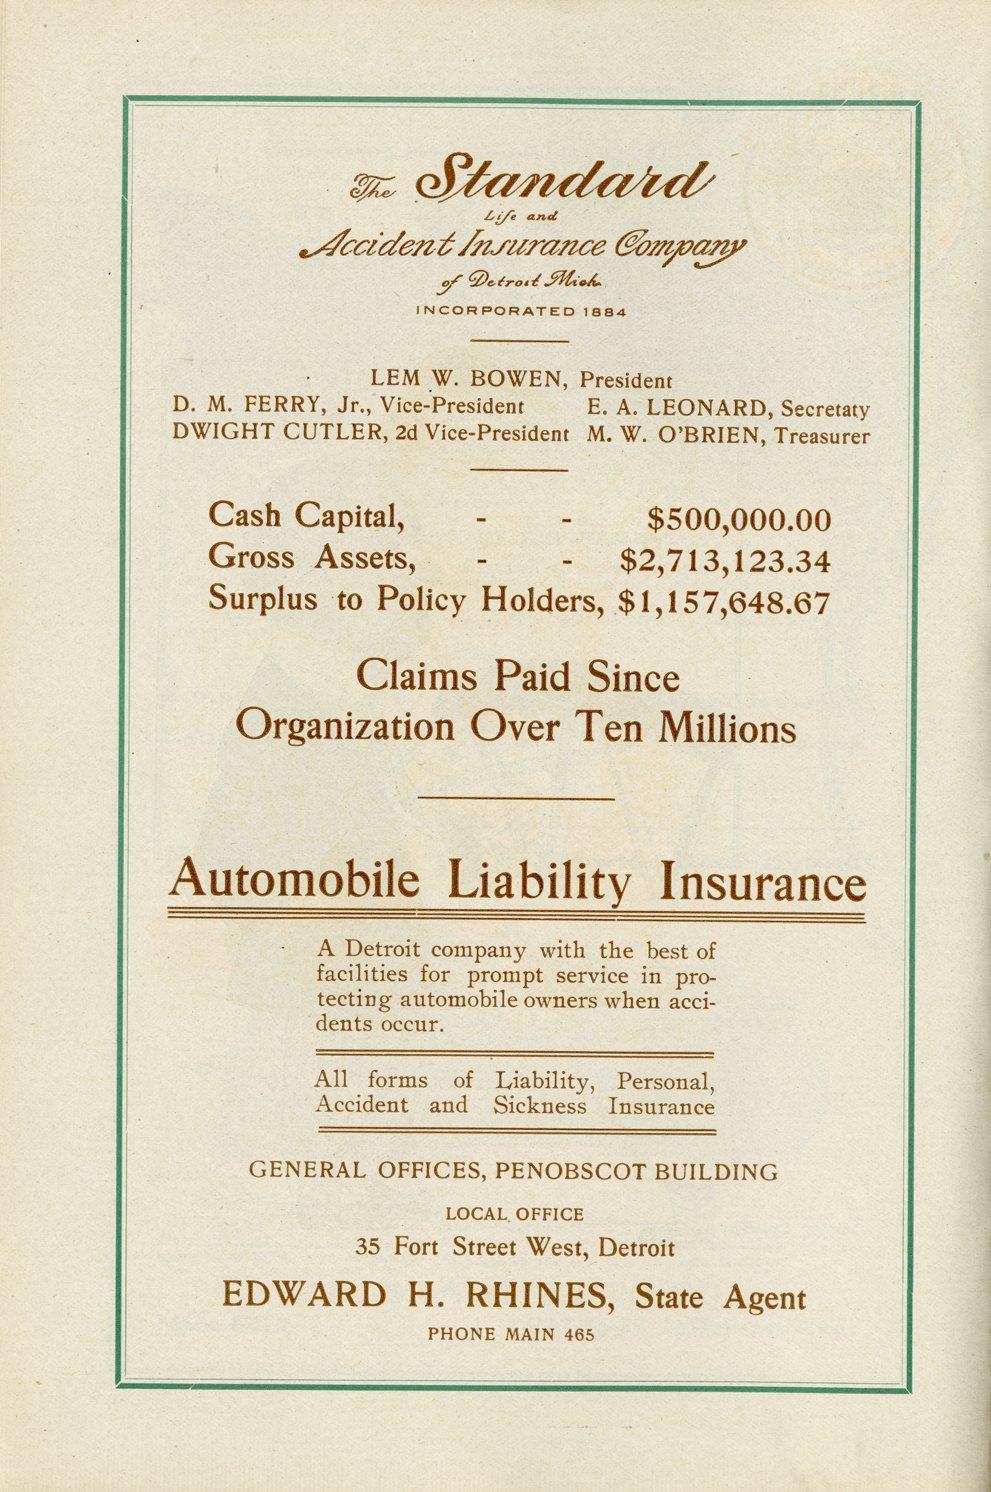 The Standard
Life and
Accident Insurance Company
of Detroit Mich.
INCORPORATED 1884
LEM W. BOWEN, President
D. M. FERRY, Jr., Vice-President E. A. LEONARD, Secretaty
DWIGHT CUTLER, 2d Vice-President M. W. O'BRIEN, Treasurer
Cash Capital, - - $500,000.00
Gross Assets, - - $2,713,123.34
Surplus to Policy Holders, $1,157,648.67
Claims Paid Since
Organization Over Ten Millions
Automobile Liability Insurance
A Detroit company with the best of
facilities for prompt service in pro-
tecting automobile owners when acci-
dents occur.
All forms of Liability, Personal,
Accident and Sickness Insurance
GENERAL OFFICES, PENOBSCOT BUILDING
LOCAL OFFICE
35 Fort Street West, Detroit
EDWARD H. RHINES, State Agent
PHONE MAIN 465